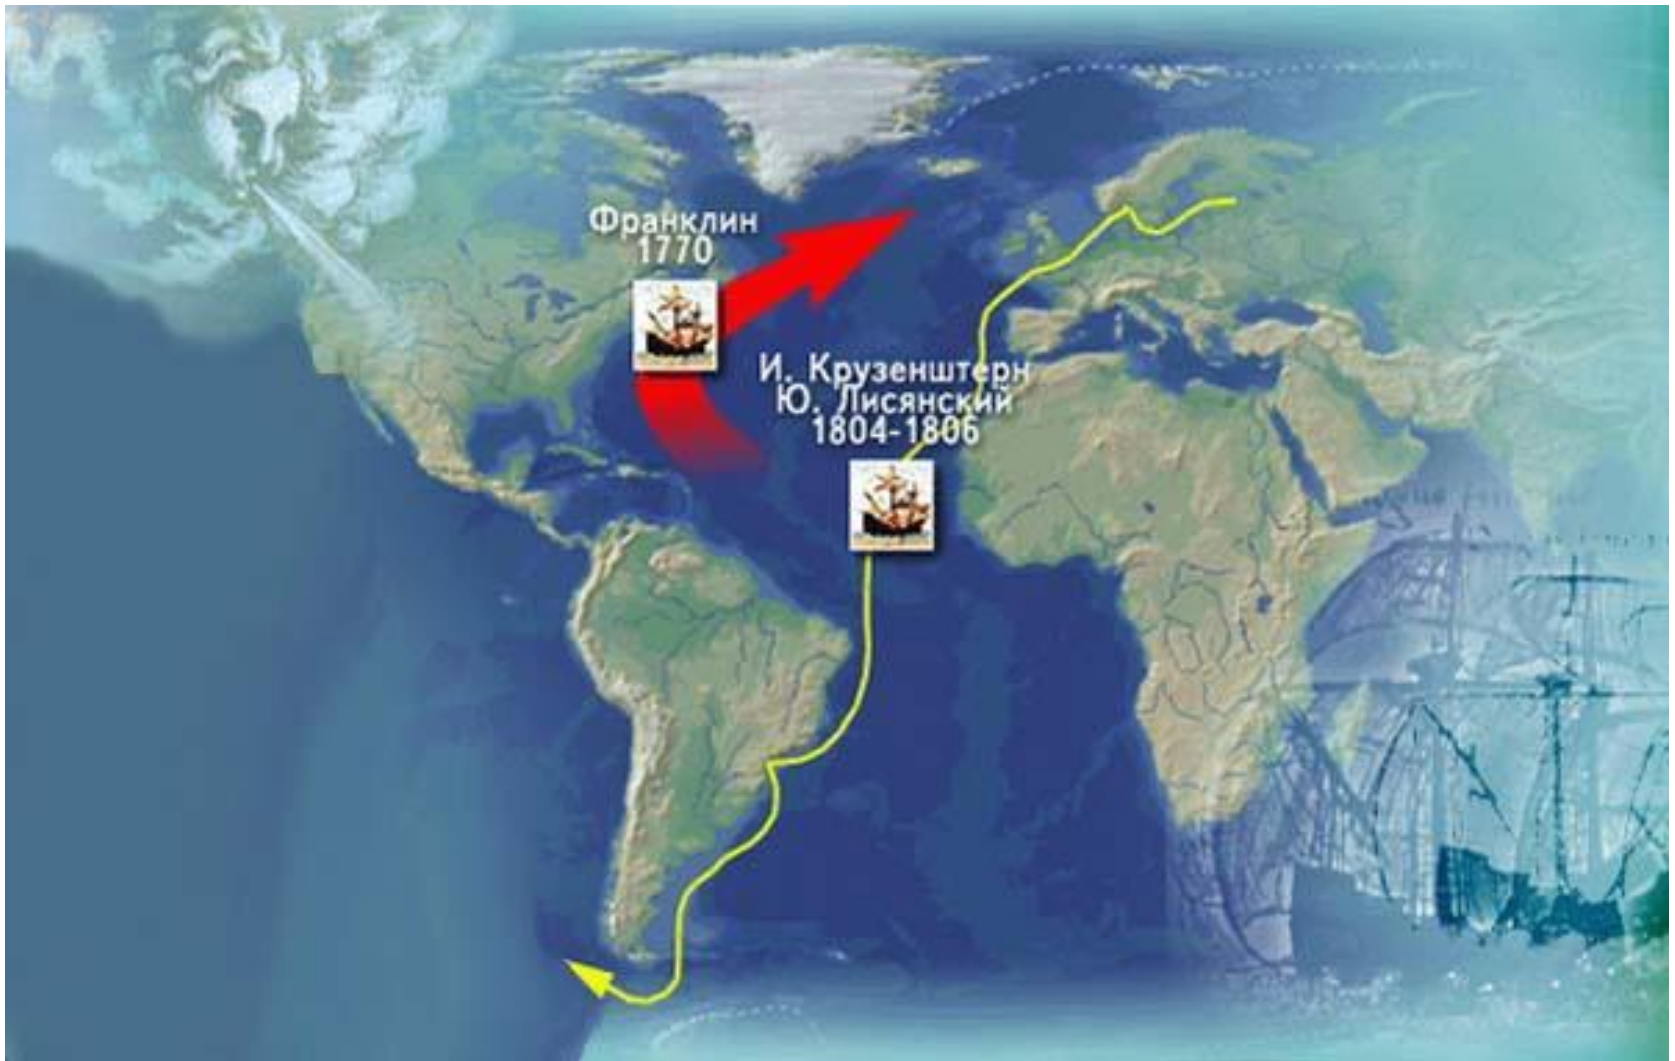 Франклин
1770
И. Крузенштерн
Ю. Лисянский
1804-1806